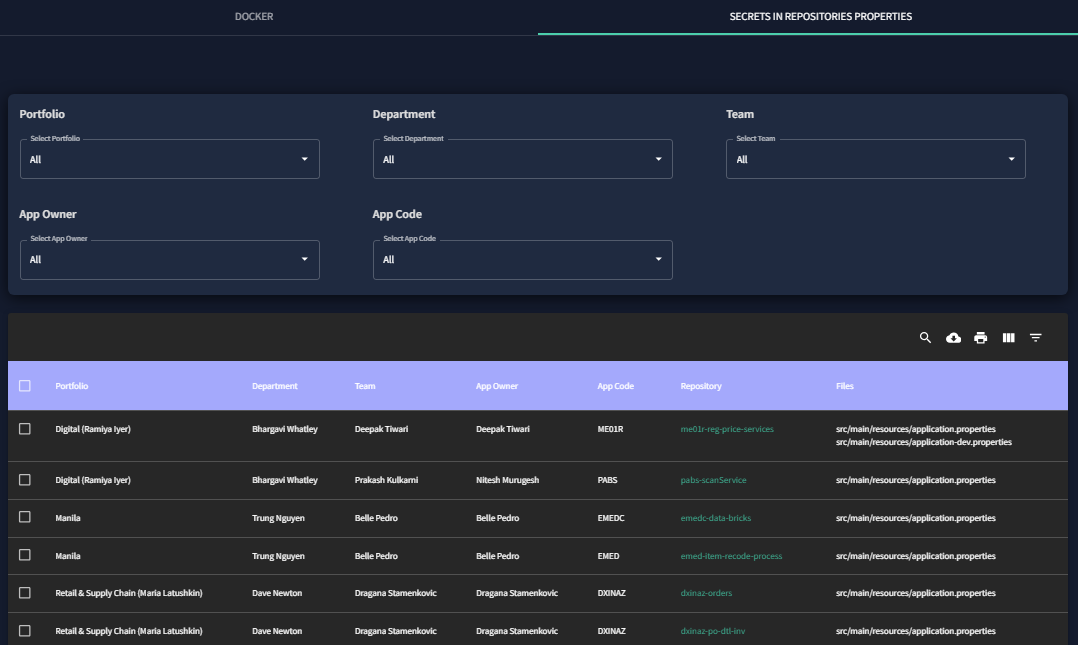 DOCKER
SECRETS IN REPOSITORIES PROPERTIES
Portfolio Department Team
Select Portfolio Select Department Select Team
All All All
App Owner App Code
Select App Owner Select App Code
All All
Portfolio Department Team App Owner App Code Repository Files
Digital (Ramiya Iyer) Bhargavi Whatley Deepak Tiwari Deepak Tiwari ME01R me01r-reg-price-services src/main/resources/application.properties
src/main/resources/application-dev.properties
Digital (Ramiya Iyer) Bhargavi Whatley Prakash Kulkarni Nitesh Murugesh PABS pabs-scanService src/main/resources/application.properties
Manila Trung Nguyen Belle Pedro Belle Pedro EMEDC emedc-data-bricks src/main/resources/application.properties
Manila Trung Nguyen Belle Pedro Belle Pedro EMED emed-item-recode-process src/main/resources/application.properties
Retail & Supply Chain (Maria Latushkin) Dave Newton Dragana Stamenkovic Dragana Stamenkovic DXINAZ dxinaz-orders src/main/resources/application.properties
Retail & Supply Chain (Maria Latushkin) Dave Newton Dragana Stamenkovic Dragana Stamenkovic DXINAZ dxinaz-po-dtl-inv src/main/resources/application.properties